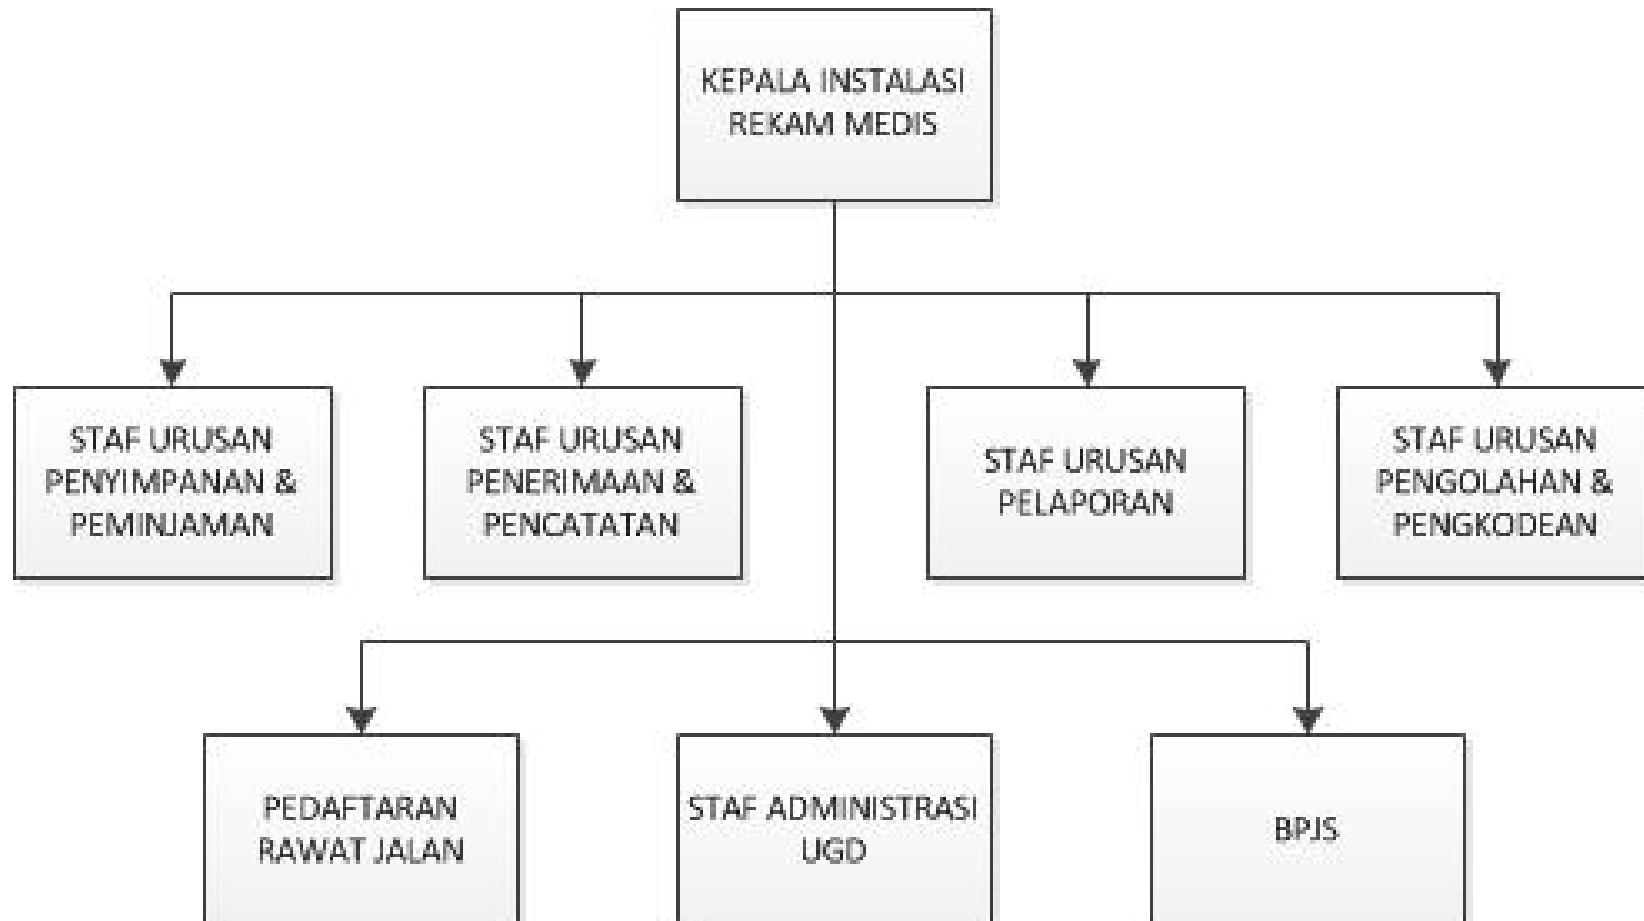 KEPALA INSTALASI
REKAM MEDIS
STAF URUSAN
PENYIMPANAN &
PEMINJAMAN
STAF URUSAN
PENERIMAAN &
PENCATATAN
STAF URUSAN
PELAPORAN
STAF URUSAN
PENGOLAHAN &
PENGKODEAN
PEDAFTARAN
RAWAT JALAN
STAF ADMINISTRASI
UGD
BPJS